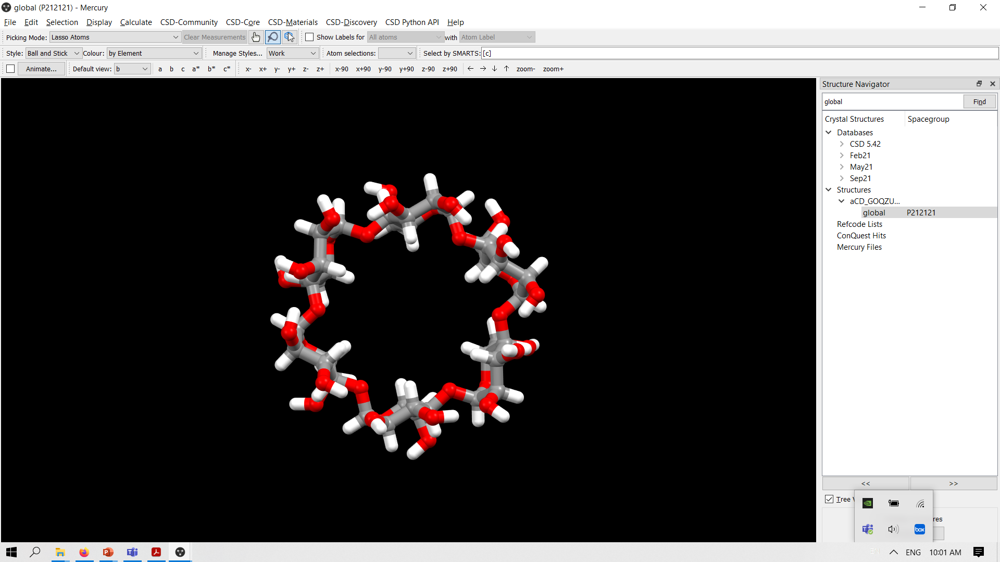 global (P212121) - Mercury
File Edit Selection Display Calculate CSD-Community CSD-Core CSD-Materials CSD-Discovery CSD Python API Help
Picking Mode: Lasso Atoms Clear Measurements Show Labels for All atoms with Atom Label
Style: Ball and Stick Colour: by Element Manage Styles... Work Atom selections: Select by SMARTS: [c]
Animate... Default view: b a b c a* b* c* x- x+ y- y+ z- z+ x-90 x+90 y-90 y+90 z-90 z+90 zoom- zoom+
Structure Navigator
global Find
Crystal Structures Spacegroup
Databases
CSD 5.42
Feb21
May21
Sep21
Structures
aCD_GOQZU...
global P212121
Refcode Lists
ConQuest Hits
Mercury Files
<< >>
Tree
res
box
ENG 10:01 AM